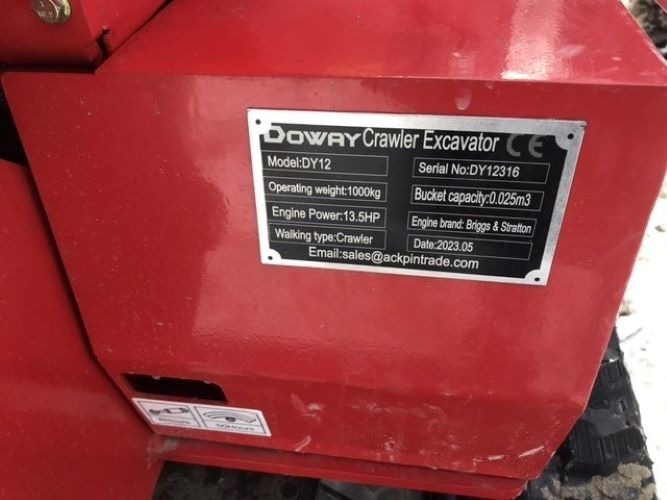 DOWAY Crawler Excavator CE
Model:DY12
Serial No:DY12316
Operating weight:1000kg
Bucket capacity:0.025m3
Engine Power:13.5HP
Engine brand: Briggs & Stratton
Walking type:Crawler
Date:2023.05
Email:sales@ackpintrade.com
50Hours